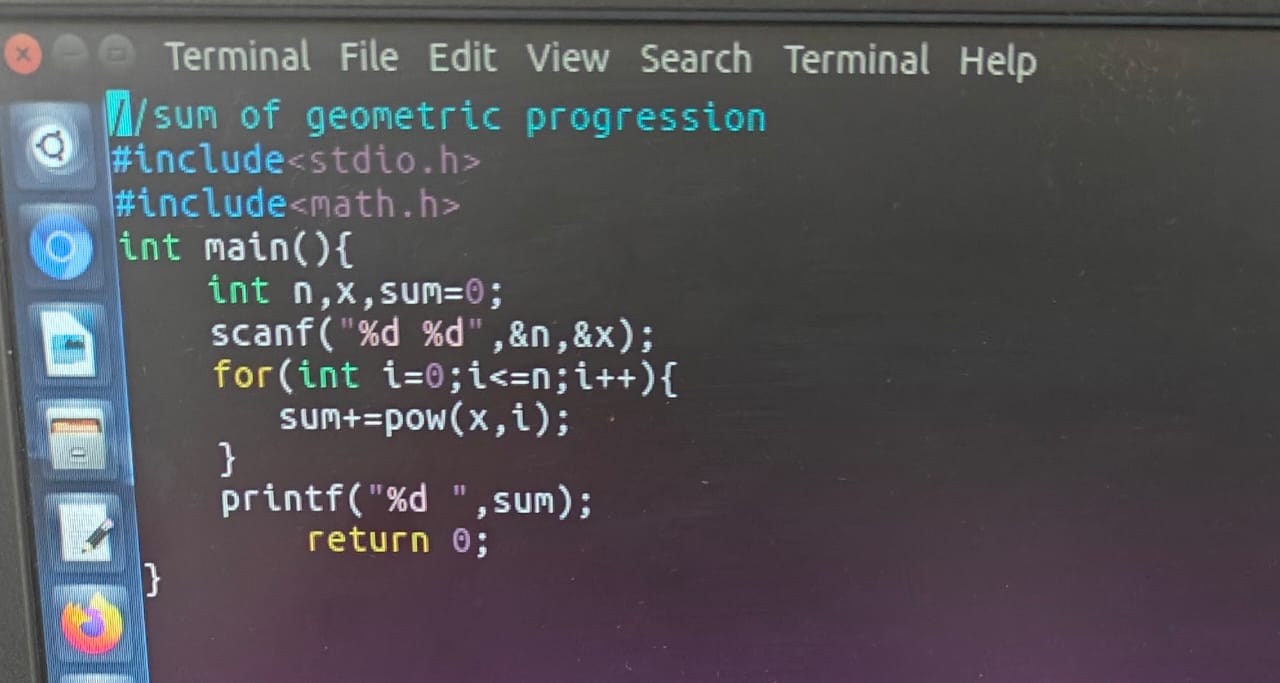 Terminal File Edit View Search Terminal Help
//sum of geometric progression
#include<stdio.h>
#include<math.h>
int main(){
    int n,x,sum=0;
    scanf("%d %d",&n,&x);
    for(int i=0;i<=n;i++){
       sum+=pow(x,i);
    }
    printf("%d ",sum);
        return 0;
}